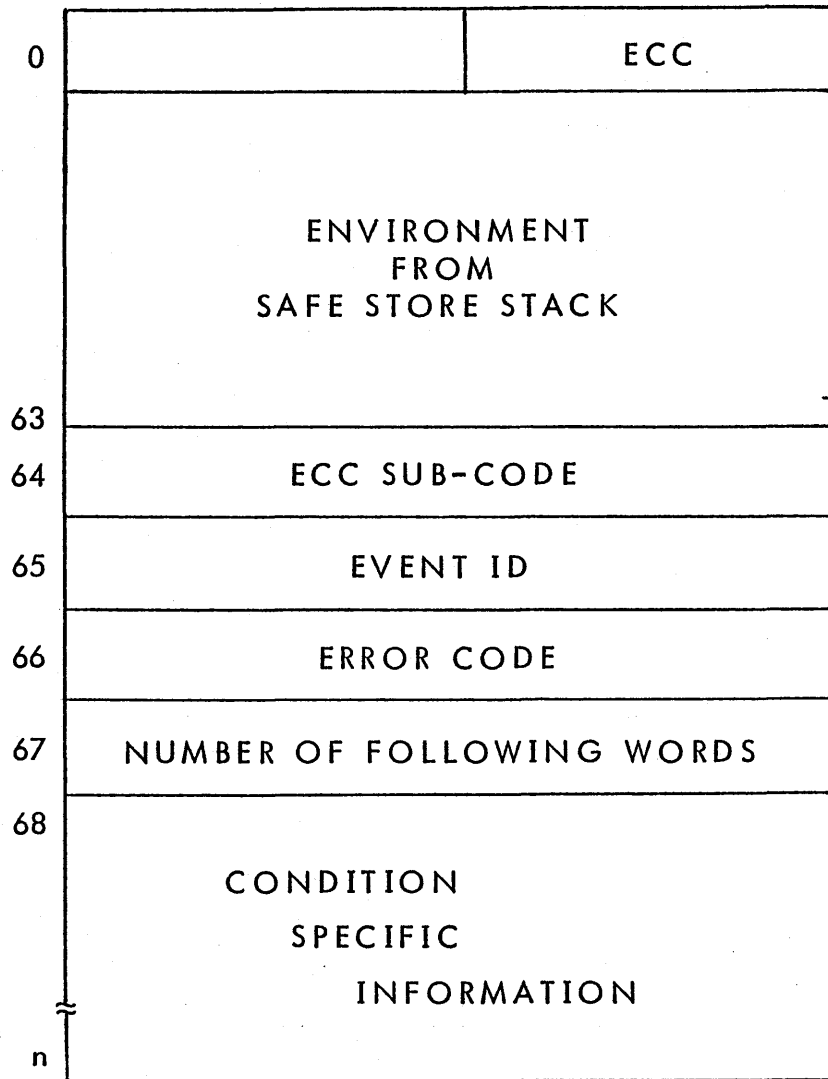 0 ECC
ENVIRONMENT
FROM
SAFE STORE STACK
63
64 ECC SUB-CODE
65 EVENT ID
66 ERROR CODE
67 NUMBER OF FOLLOWING WORDS
68
CONDITION
SPECIFIC
INFORMATION
n